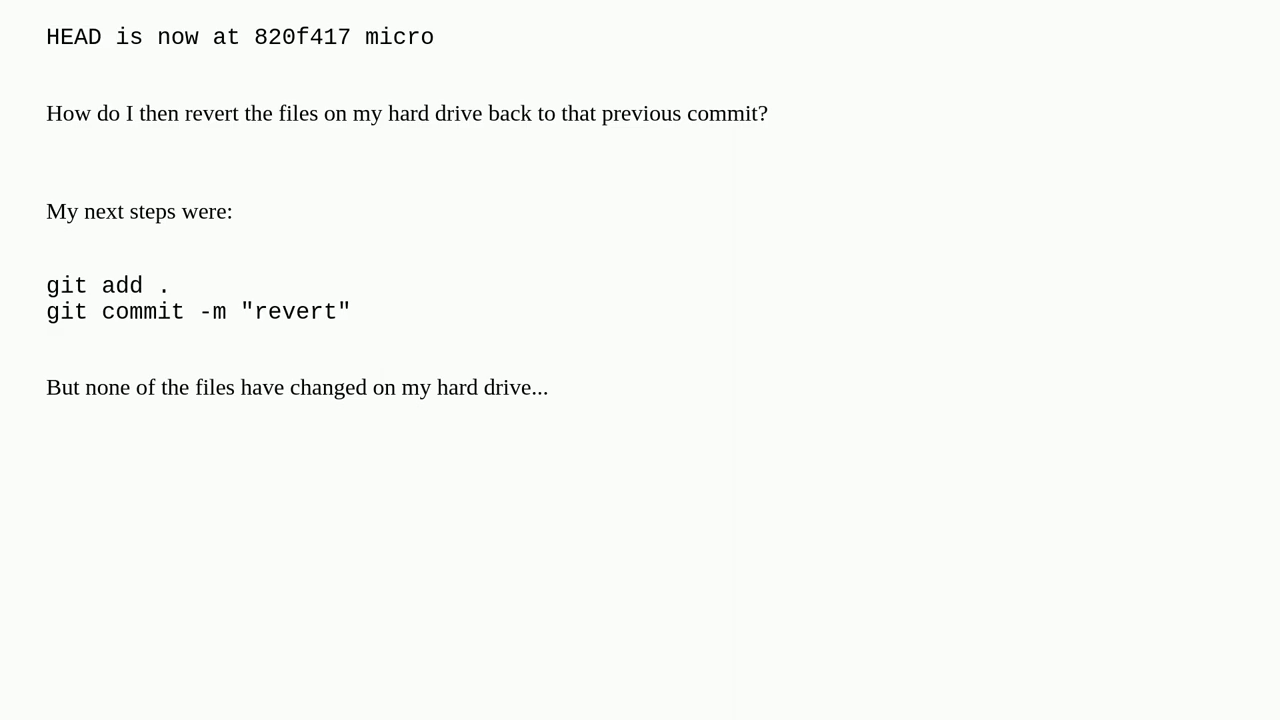 HEAD is now at 820f417 micro
How do I then revert the files on my hard drive back to that previous commit?
My next steps were:
git add .
git commit -m "revert"
But none of the files have changed on my hard drive...